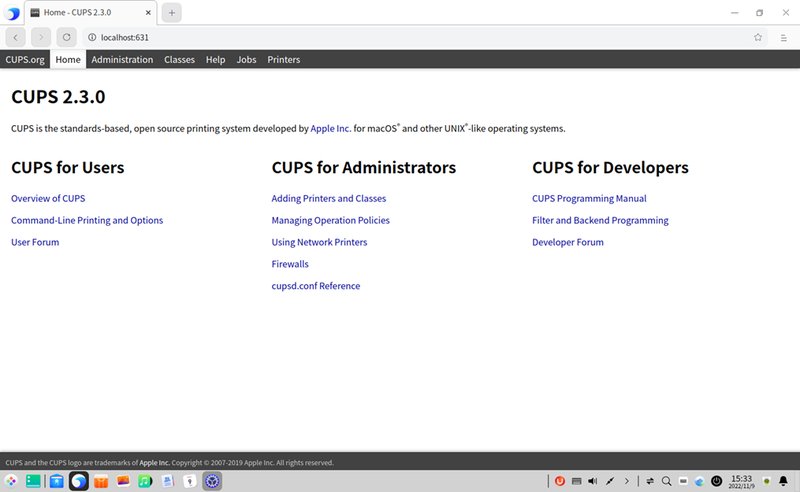 Home - CUPS 2.3.0
localhost:631
CUPS.org Home Administration Classes Help Jobs Printers
CUPS 2.3.0
CUPS is the standards-based, open source printing system developed by Apple Inc. for macOS® and other UNIX®-like operating systems.
CUPS for Users
Overview of CUPS
Command-Line Printing and Options
User Forum
CUPS for Administrators
Adding Printers and Classes
Managing Operation Policies
Using Network Printers
Firewalls
cupsd.conf Reference
CUPS for Developers
CUPS Programming Manual
Filter and Backend Programming
Developer Forum
CUPS and the CUPS logo are trademarks of Apple Inc. Copyright © 2007-2019 Apple Inc. All rights reserved.
15:33
2022/11/9